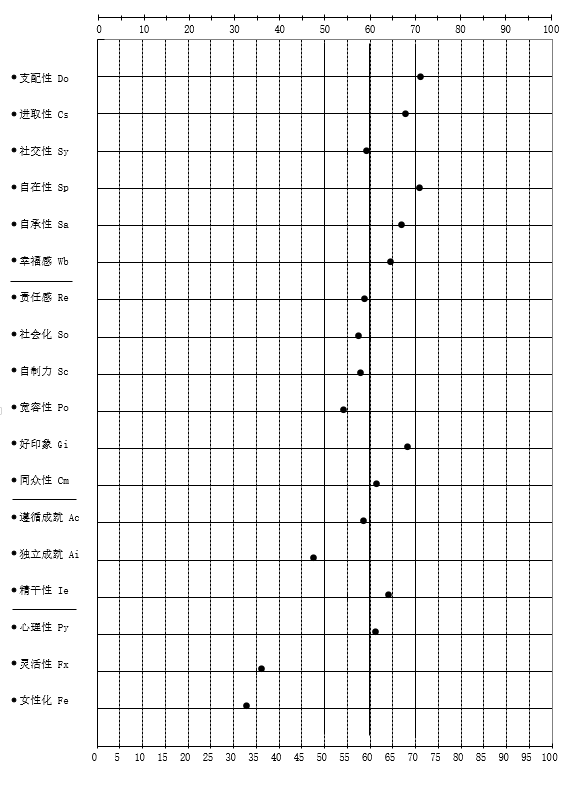 0 10 20 30 40 50 60 70 80 90 100
支配性 Do
进取性 Cs
社交性 Sy
自在性 Sp
自承性 Sa
幸福感 Wb
责任感 Re
社会化 So
自制力 Sc
宽容性 Po
好印象 Gi
同众性 Cm
遵循成就 Ac
独立成就 Ai
精干性 Ie
心理性 Py
灵活性 Fx
女性化 Fe
0 5 10 15 20 25 30 35 40 45 50 55 60 65 70 75 80 85 90 95 100